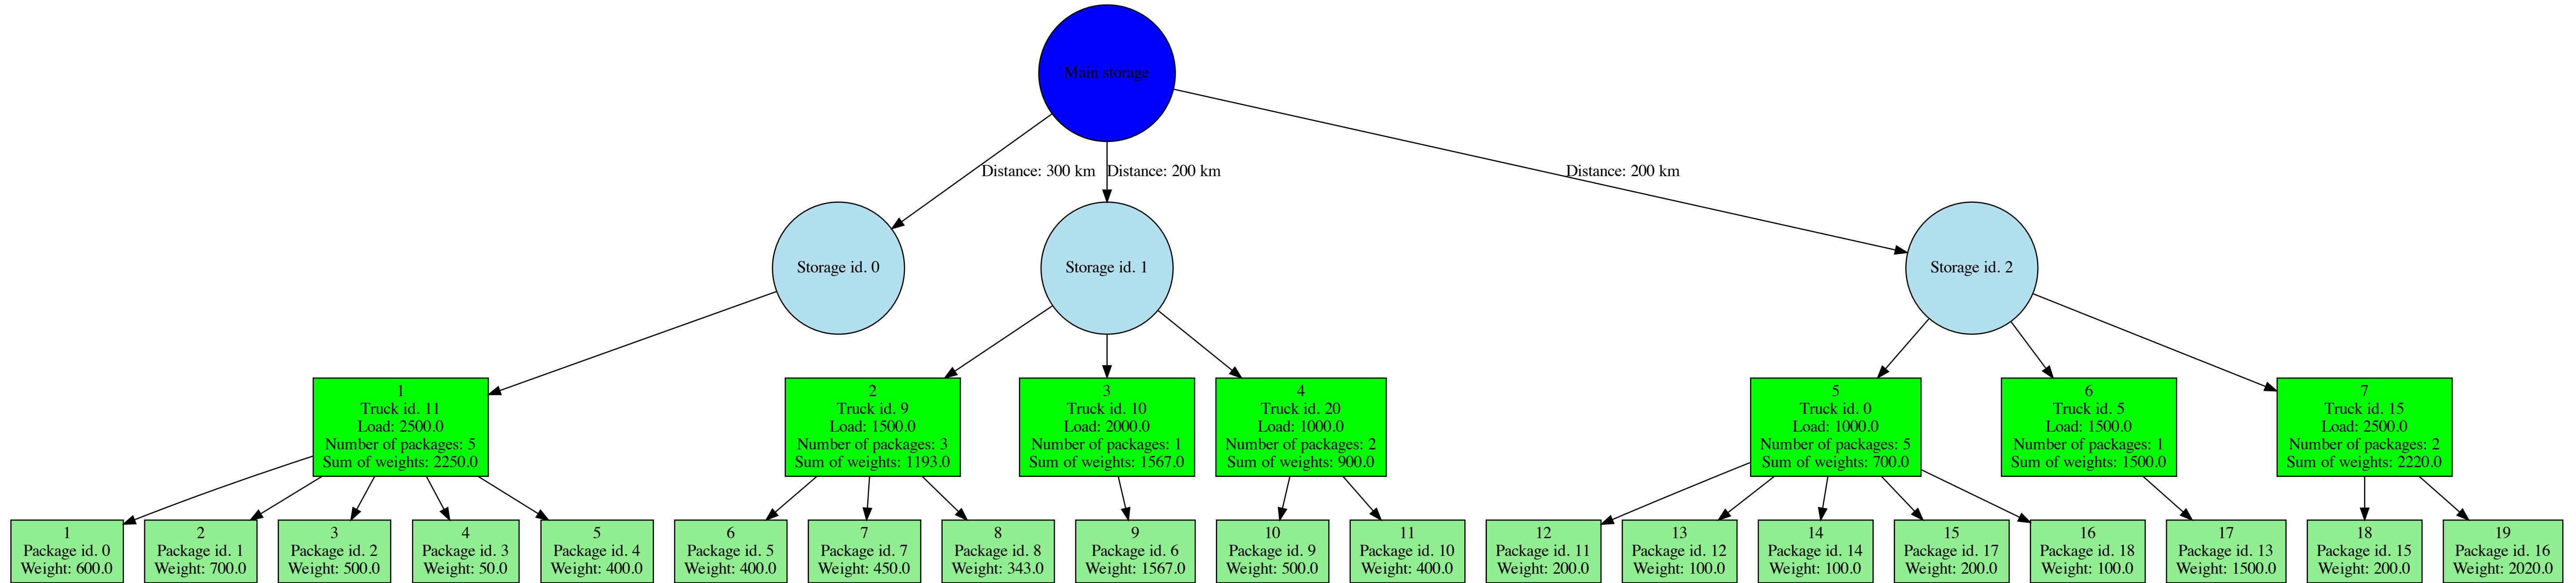 Main storage
Distance: 300 km
Distance: 200 km
Distance: 200 km
Storage id. 0
Storage id. 1
Storage id. 2
1
Truck id. 11
Load: 2500.0
Number of packages: 5
Sum of weights: 2250.0
2
Truck id. 9
Load: 1500.0
Number of packages: 3
Sum of weights: 1193.0
3
Truck id. 10
Load: 2000.0
Number of packages: 1
Sum of weights: 1567.0
4
Truck id. 20
Load: 1000.0
Number of packages: 2
Sum of weights: 900.0
5
Truck id. 0
Load: 1000.0
Number of packages: 5
Sum of weights: 700.0
6
Truck id. 5
Load: 1500.0
Number of packages: 1
Sum of weights: 1500.0
7
Truck id. 15
Load: 2500.0
Number of packages: 2
Sum of weights: 2220.0
1
Package id. 0
Weight: 600.0
2
Package id. 1
Weight: 700.0
3
Package id. 2
Weight: 500.0
4
Package id. 3
Weight: 50.0
5
Package id. 4
Weight: 400.0
6
Package id. 5
Weight: 400.0
7
Package id. 7
Weight: 450.0
8
Package id. 8
Weight: 343.0
9
Package id. 6
Weight: 1567.0
10
Package id. 9
Weight: 500.0
11
Package id. 10
Weight: 400.0
12
Package id. 11
Weight: 200.0
13
Package id. 12
Weight: 100.0
14
Package id. 14
Weight: 100.0
15
Package id. 17
Weight: 200.0
16
Package id. 18
Weight: 100.0
17
Package id. 13
Weight: 1500.0
18
Package id. 15
Weight: 200.0
19
Package id. 16
Weight: 2020.0